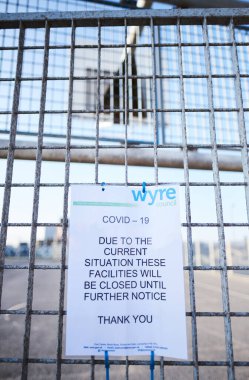 wyre
council
COVID – 19
DUE TO THE
CURRENT
SITUATION THESE
FACILITIES WILL
BE CLOSED UNTIL
FURTHER NOTICE
THANK YOU